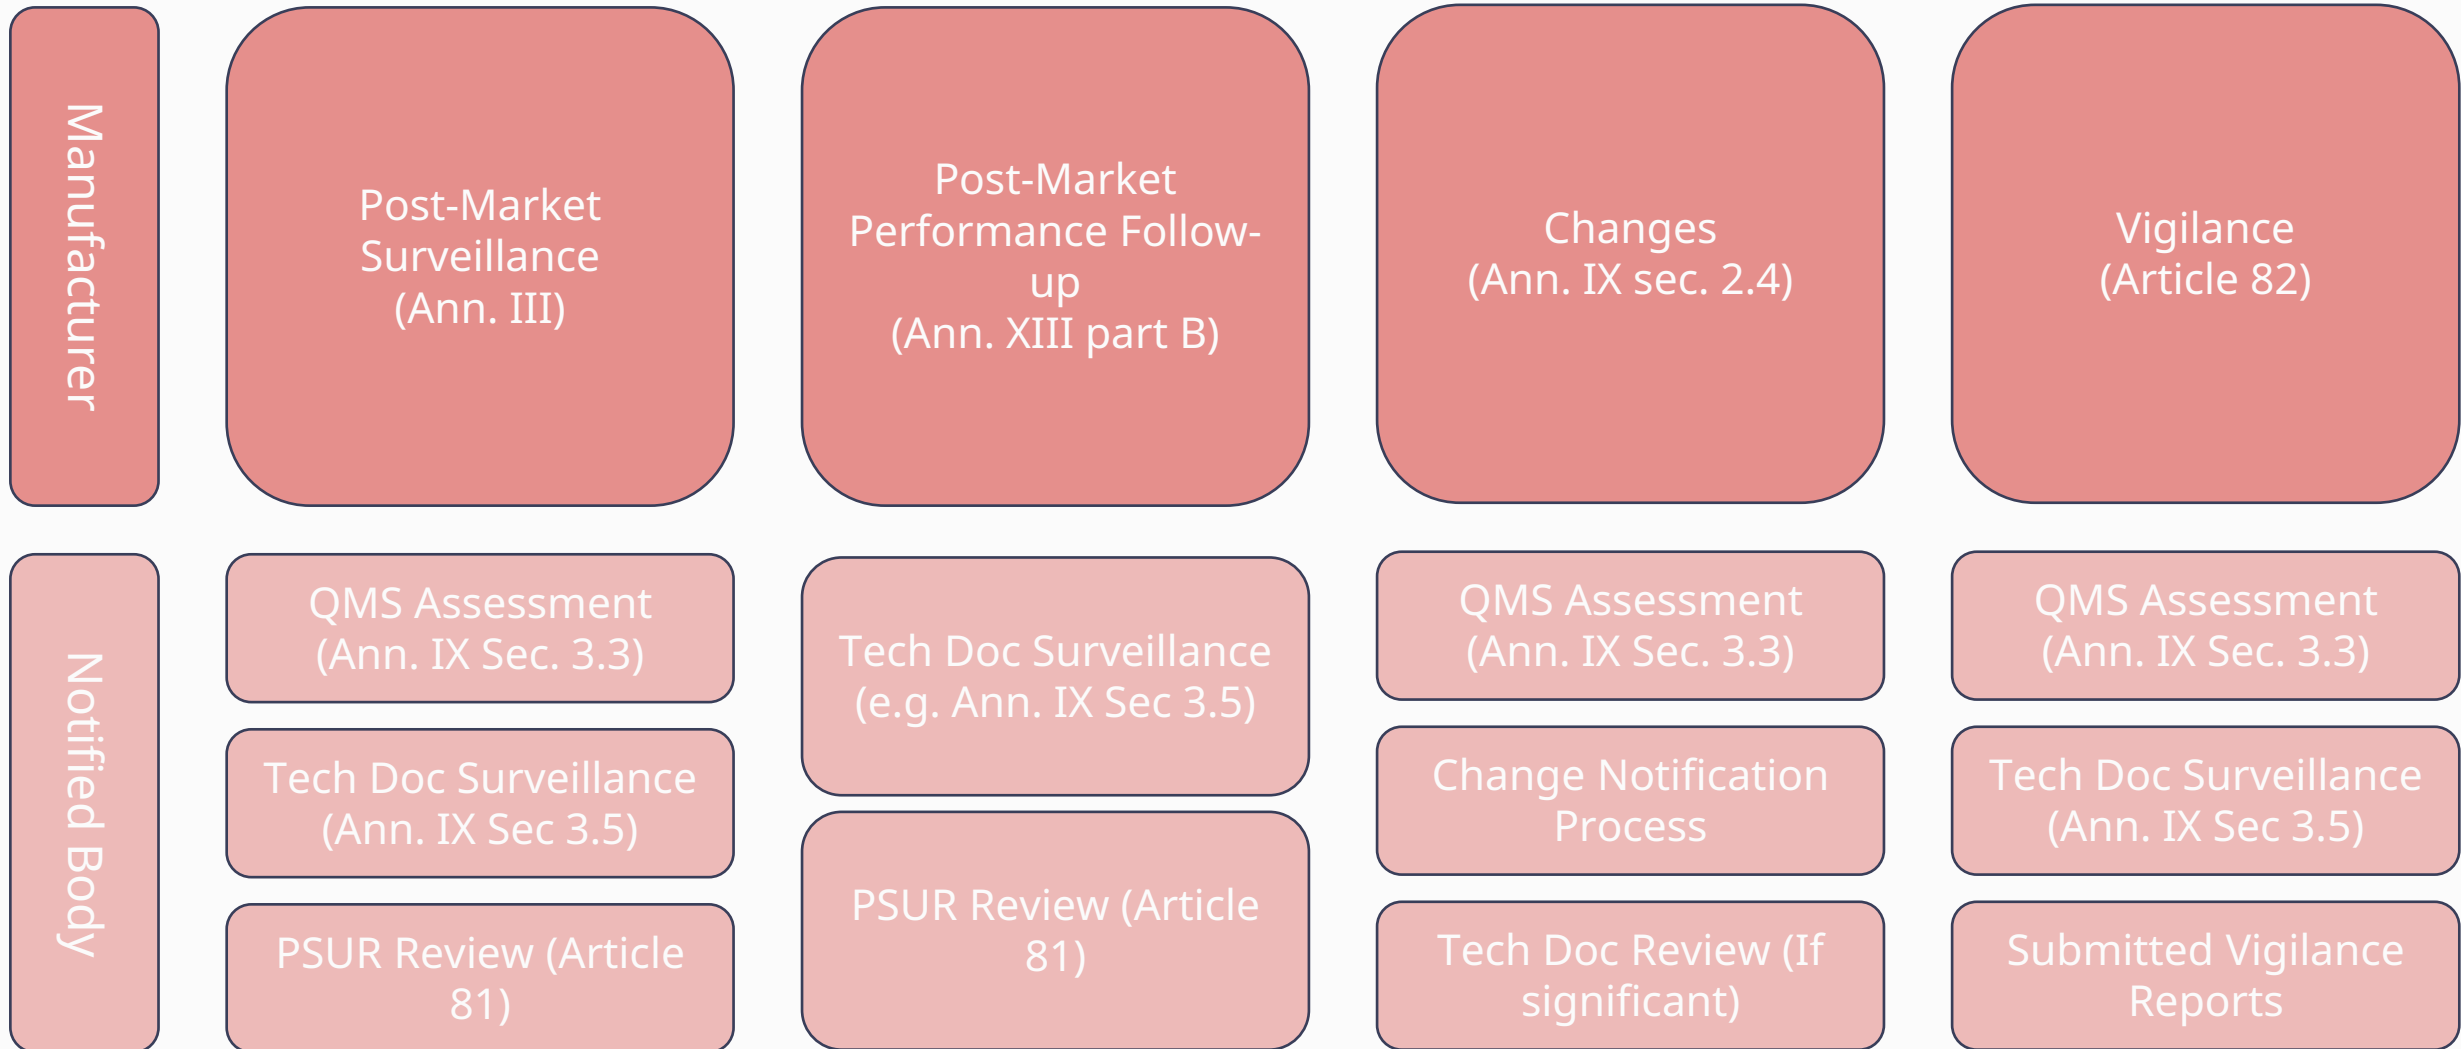 Manufacturer
Post-Market
Surveillance
(Ann. III)
Post-Market
Performance Follow-
up
(Ann. XIII part B)
Changes
(Ann. IX sec. 2.4)
Vigilance
(Article 82)
Notified Body
QMS Assessment
(Ann. IX Sec. 3.3)
Tech Doc Surveillance
(Ann. IX Sec 3.5)
PSUR Review (Article
81)
Tech Doc Surveillance
(e.g. Ann. IX Sec 3.5)
PSUR Review (Article
81)
QMS Assessment
(Ann. IX Sec. 3.3)
Change Notification
Process
Tech Doc Review (If
significant)
QMS Assessment
(Ann. IX Sec. 3.3)
Tech Doc Surveillance
(Ann. IX Sec 3.5)
Submitted Vigilance
Reports